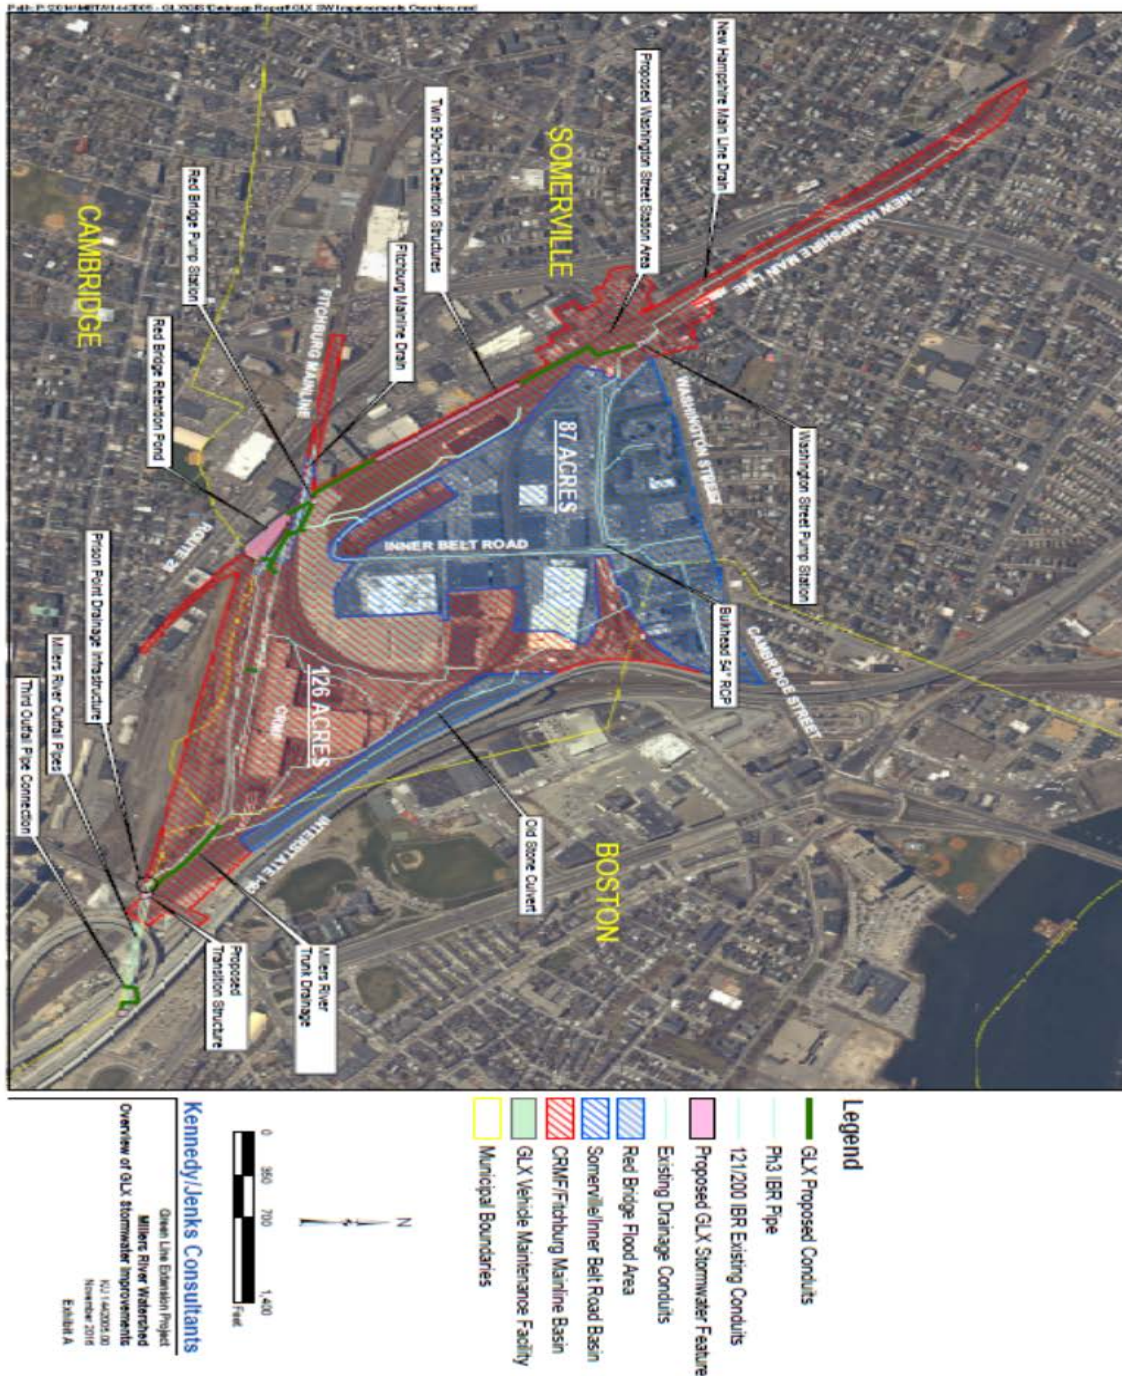 SOMERVILLE
CAMBRIDGE
BOSTON
New Hampshire Main Line Drain
Proposed Washington Street Station Area
Twin 90-inch Detention Structures
Fitchburg Mainline Drain
Red Bridge Pump Station
Red Bridge Retention Pond
Prison Point Drainage Infrastructure
Millers River Outfall Pipes
Third Outfall Pipe Connection
NEW HAMPSHIRE MAIN LINE
FITCHBURG MAINLINE
WASHINGTON STREET
87 ACRES
INNER BELT ROAD
ROUTE 28
126 ACRES
CRMF
CAMBRIDGE STREET
INTERSTATE I-93
Washington Street Pump Station
Bulkhead 54" RCP
Old Stone Culvert
Millers River
Trunk Drainage
Proposed
Transition Structure
Legend
GLX Proposed Conduits
Ph3 IBR Pipe
121/200 IBR Existing Conduits
Proposed GLX Stormwater Feature
Existing Drainage Conduits
Red Bridge Flood Area
Somerville/Inner Belt Road Basin
CRMF/Fitchburg Mainline Basin
GLX Vehicle Maintenance Facility
Municipal Boundaries
N
0 350 700 1,400
Feet
Kennedy/Jenks Consultants
Green Line Extension Project
Millers River Watershed
Overview of GLX Stormwater Improvements
November 2016
Exhibit A